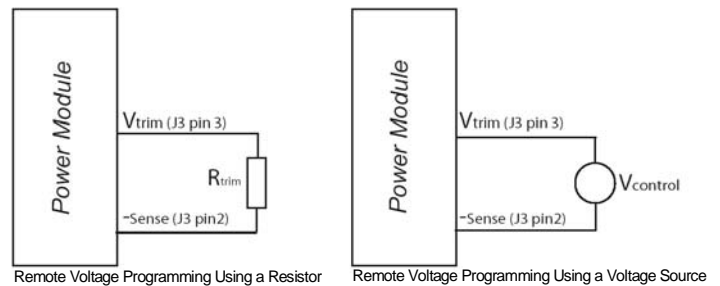 Power Module
Vtrim (J3 pin 3)
Rtrim
-Sense (J3 pin2)
Remote Voltage Programming Using a Resistor
Power Module
Vtrim (J3 pin 3)
Vcontrol
-Sense (J3 pin2)
Remote Voltage Programming Using a Voltage Source